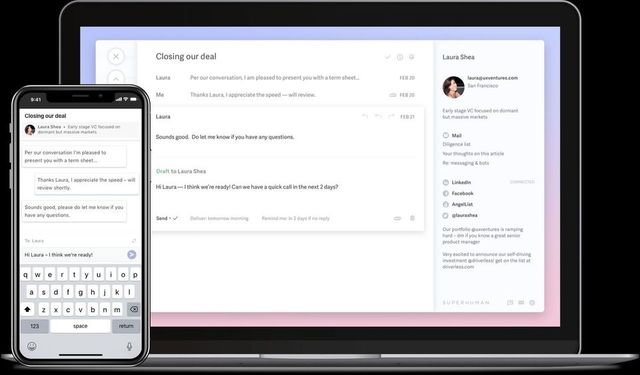 9:41
Closing our deal
Laura Shea • Early stage VC focused on
dormant but massive markets
Per our conversation I'm pleased to
present you with a term sheet...
Thanks Laura, I appreciate the speed – will
review shortly.
Sounds good, please do let me know if you
have any questions.
To Laura
Hi Laura – I think we're ready!
q w e r t y u i o p
a s d f g h j k l
z x c v b n m
123 space return
Closing our deal
Laura Per our conversation. I am pleased to present you with a term sheet... FEB 20
Me Thanks Laura, I appreciate the speed — will review. FEB 20
Laura FEB 21
Sounds good. Do let me know if you have any questions.
Draft to Laura Shea
Hi Laura — I think we're ready! Can we have a quick call in the next 2 days?
Send Deliver: tomorrow morning Remind me: in 2 days if no reply
Laura Shea
laura@uxventures.com
San Francisco
Early stage VC focused on dormant
but massive markets
Mail
Diligence list
Your thoughts on this article
Re: messaging & bots
LinkedIn CONNECTED
Facebook
AngelList
@laurashea
Our portfolio @uxventures is ramping
hard – dm if you know a great senior
product manager
Very excited to announce our self-driving
investment @driverless! get on the list at
driverless.com
SUPERHUMAN